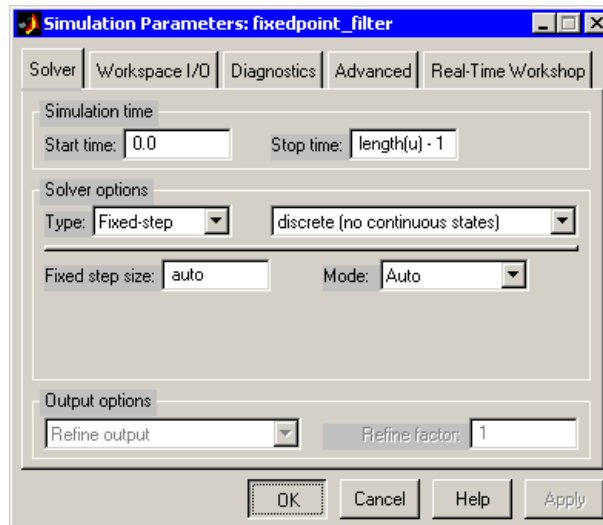 Simulation Parameters: fixedpoint_filter
Solver Workspace I/O Diagnostics Advanced Real-Time Workshop
Simulation time
Start time: 0.0 Stop time: length(u) - 1
Solver options
Type: Fixed-step discrete (no continuous states)
Fixed step size: auto Mode: Auto
Output options
Refine output Refine factor: 1
OK Cancel Help Apply